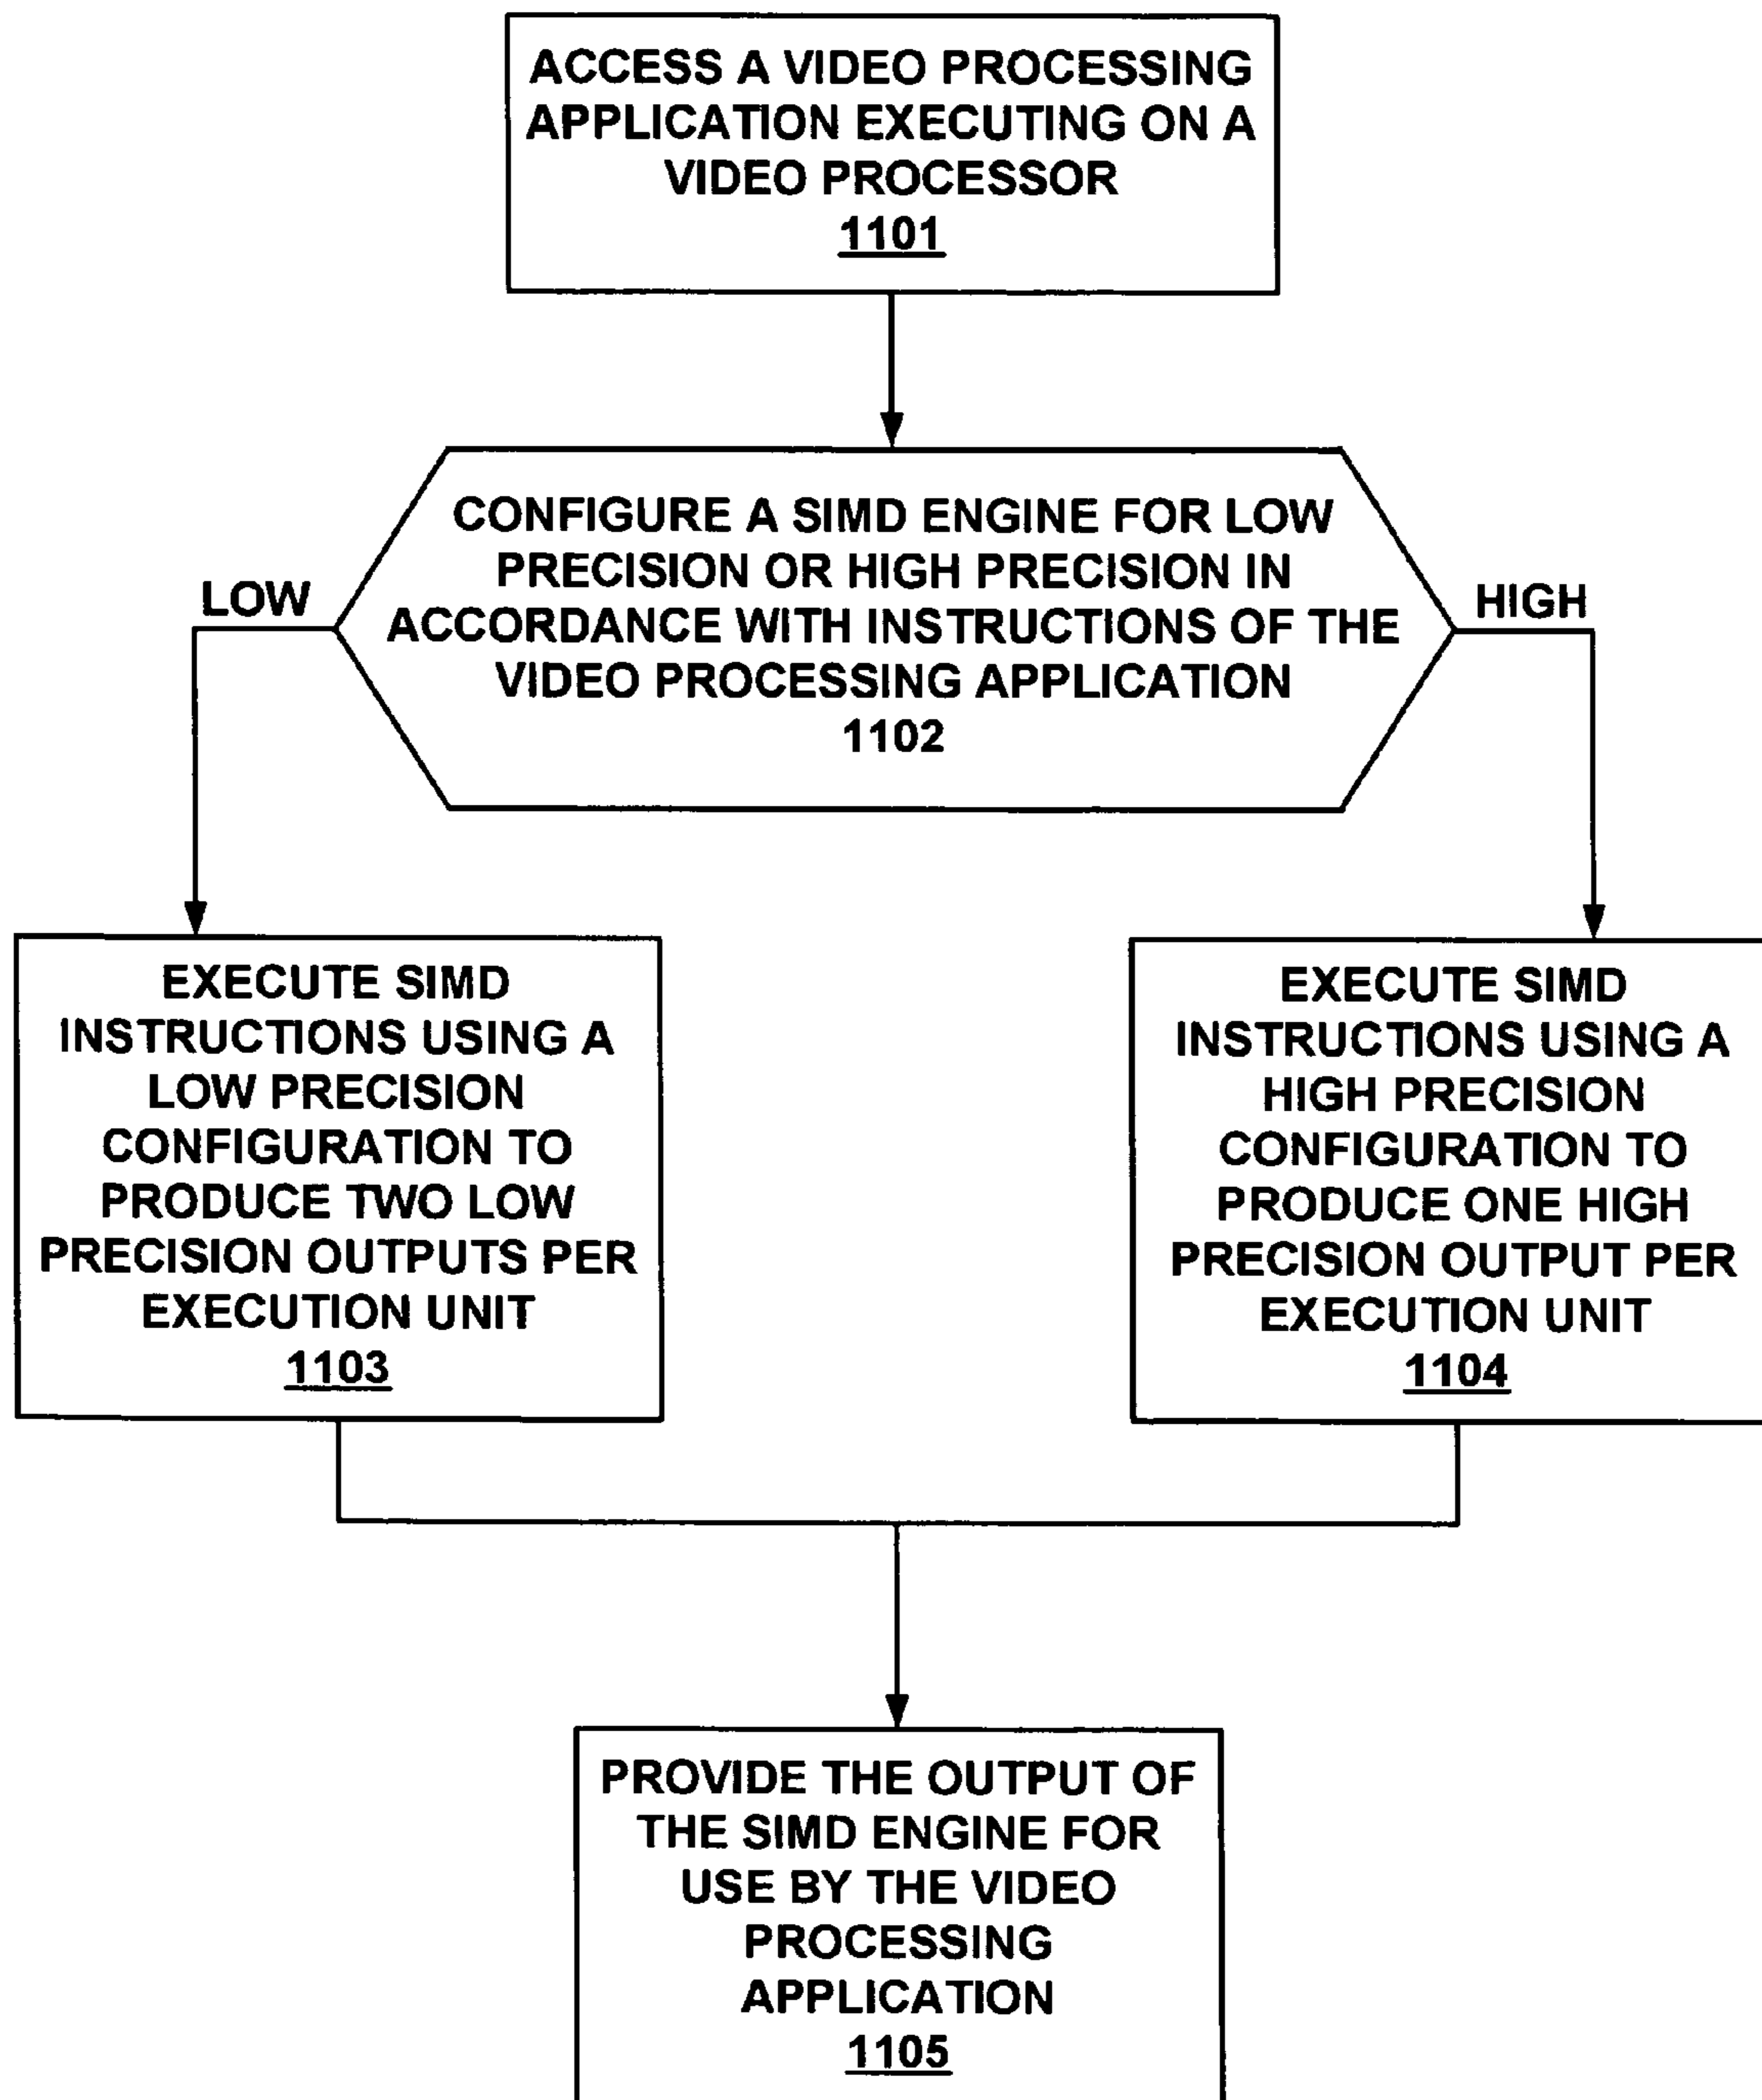 ACCESS A VIDEO PROCESSING
APPLICATION EXECUTING ON A
VIDEO PROCESSOR
1101
CONFIGURE A SIMD ENGINE FOR LOW
PRECISION OR HIGH PRECISION IN
ACCORDANCE WITH INSTRUCTIONS OF THE
VIDEO PROCESSING APPLICATION
1102
LOW
HIGH
EXECUTE SIMD
INSTRUCTIONS USING A
LOW PRECISION
CONFIGURATION TO
PRODUCE TWO LOW
PRECISION OUTPUTS PER
EXECUTION UNIT
1103
EXECUTE SIMD
INSTRUCTIONS USING A
HIGH PRECISION
CONFIGURATION TO
PRODUCE ONE HIGH
PRECISION OUTPUT PER
EXECUTION UNIT
1104
PROVIDE THE OUTPUT OF
THE SIMD ENGINE FOR
USE BY THE VIDEO
PROCESSING
APPLICATION
1105